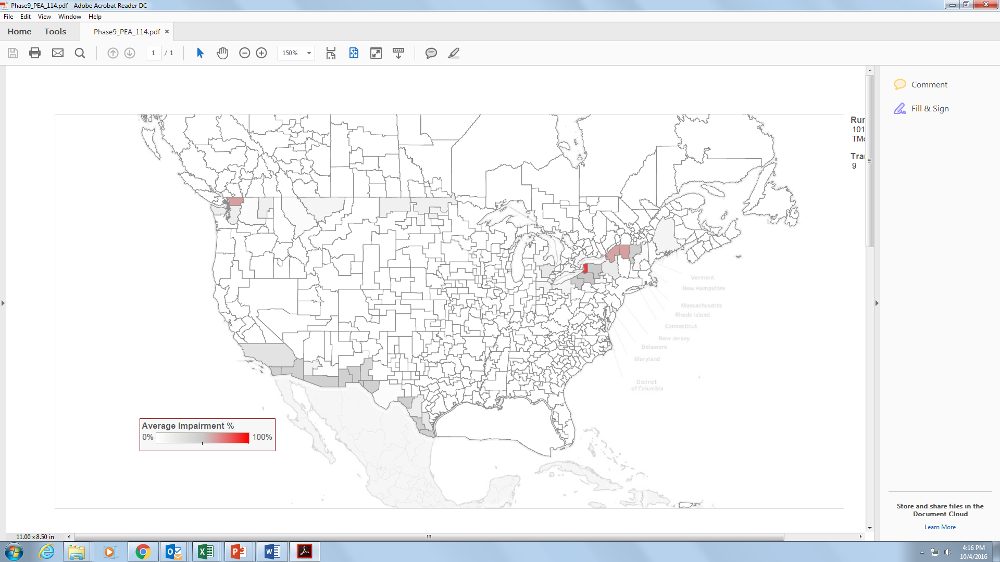 Phase9_PEA_114.pdf - Adobe Acrobat Reader DC
File Edit View Window Help
Home Tools Phase9_PEA_114.pdf ×
1 / 1 150%
Comment
Fill & Sign
Rur
101
TMo
Tra
9
Vermont
New Hampshire
Massachusetts
Rhode Island
Connecticut
New Jersey
Delaware
Maryland
District
of Columbia
Average Impairment %
0% 100%
Store and share files in the
Document Cloud
Learn More
11.00 x 8.50 in
4:16 PM
10/4/2016